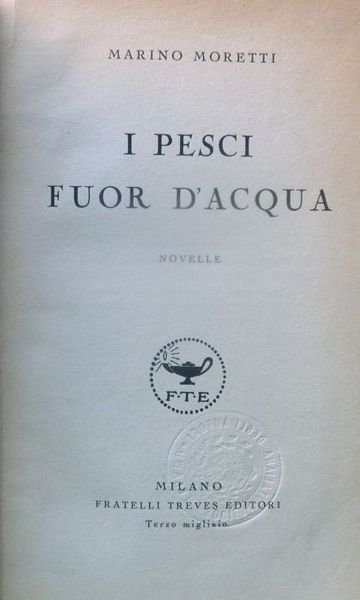 MARINO MORETTI
I PESCI
FUOR D'ACQUA
NOVELLE
F·T·E
MILANO
FRATELLI TREVES EDITORI
Terzo migliaio.